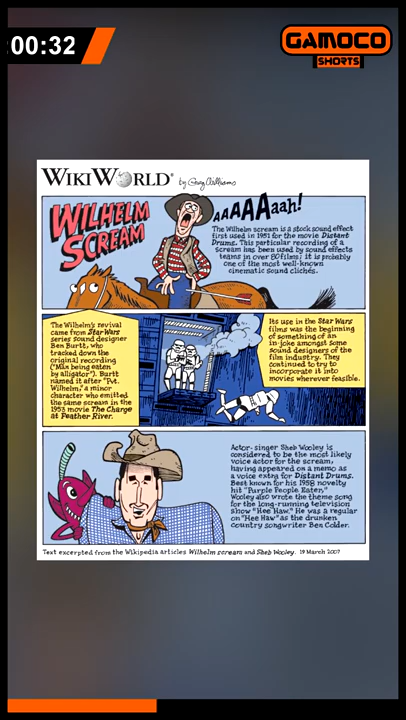 :00:32
GAMOCO
SHORTS
WIKIWORLD®
by Greg Williams
WILHELM
SCREAM
AAAAAAaah!
The Wilhelm scream is a stock sound effect
first used in 1951 for the movie Distant
Drums. This particular recording of a
scream has been used by sound effects
teams in over 80 films; it is probably
one of the most well-known
cinematic sound clichés.
The Wilhelm's revival
came from Star Wars
series sound designer
Ben Burtt, who
tracked down the
original recording
("Man being eaten
by alligator"). Burtt
named it after "Pvt.
Wilhelm," a minor
character who emitted
the same scream in the
1953 movie The Charge
at Feather River.
Its use in the Star Wars
films was the beginning
of something of an
in-joke amongst some
sound designers of the
film industry. They
continued to try to
incorporate it into
movies wherever feasible.
Actor-singer Sheb Wooley is
considered to be the most likely
voice actor for the scream,
having appeared on a memo as
a voice extra for Distant Drums.
Best known for his 1958 novelty
hit "Purple People Eater,"
Wooley also wrote the theme song
for the long-running television
show "Hee Haw." He was a regular
on "Hee Haw" as the drunken
country songwriter Ben Colder.
Text excerpted from the Wikipedia articles Wilhelm scream and Sheb Wooley. 19 March 2007